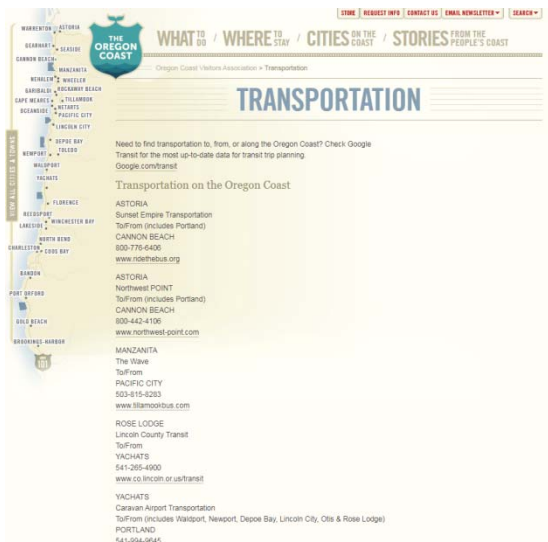 STORE
REQUEST INFO
CONTACT US
EMAIL NEWSLETTER
SEARCH
THE
OREGON
COAST
WHAT TO DO / WHERE TO STAY / CITIES ON THE COAST / STORIES FROM THE PEOPLE'S COAST
Oregon Coast Visitors Association > Transportation
TRANSPORTATION
WARRENTON
ASTORIA
GEARHART
SEASIDE
CANNON BEACH
MANZANITA
NEHALEM
WHEELER
GARIBALDI
ROCKAWAY BEACH
CAPE MEARES
TILLAMOOK
OCEANSIDE
NETARTS
PACIFIC CITY
LINCOLN CITY
DEPOE BAY
NEWPORT
TOLEDO
WALDPORT
YACHATS
FLORENCE
REEDSPORT
WINCHESTER BAY
LAKESIDE
NORTH BEND
CHARLESTON
COOS BAY
BANDON
PORT ORFORD
GOLD BEACH
BROOKINGS-HARBOR
101
VIEW ALL CITIES & TOWNS
Need to find transportation to, from, or along the Oregon Coast? Check Google
Transit for the most up-to-date data for transit trip planning.
Google.com/transit
Transportation on the Oregon Coast
ASTORIA
Sunset Empire Transportation
To/From (includes Portland)
CANNON BEACH
800-776-6406
www.ridethebus.org
ASTORIA
Northwest POINT
To/From (includes Portland)
CANNON BEACH
800-442-4106
www.northwest-point.com
MANZANITA
The Wave
To/From
PACIFIC CITY
503-815-8283
www.tillamookbus.com
ROSE LODGE
Lincoln County Transit
To/From
YACHATS
541-265-4900
www.co.lincoln.or.us/transit
YACHATS
Caravan Airport Transportation
To/From (includes Waldport, Newport, Depoe Bay, Lincoln City, Otis & Rose Lodge)
PORTLAND
541-994-9645